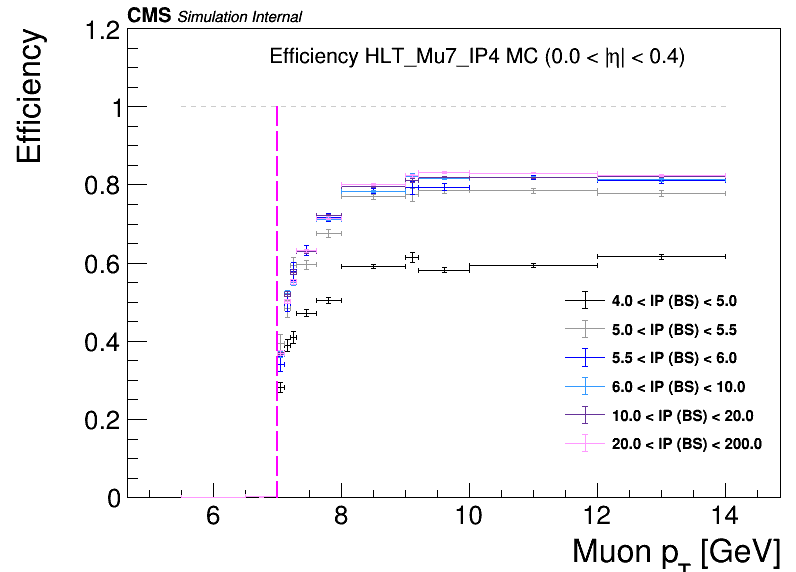 CMS Simulation Internal
Efficiency HLT_Mu7_IP4 MC (0.0 < |η| < 0.4)
Efficiency
1.2
1
0.8
0.6
0.4
0.2
0
4.0 < IP (BS) < 5.0
5.0 < IP (BS) < 5.5
5.5 < IP (BS) < 6.0
6.0 < IP (BS) < 10.0
10.0 < IP (BS) < 20.0
20.0 < IP (BS) < 200.0
6 8 10 12 14
Muon p_T [GeV]